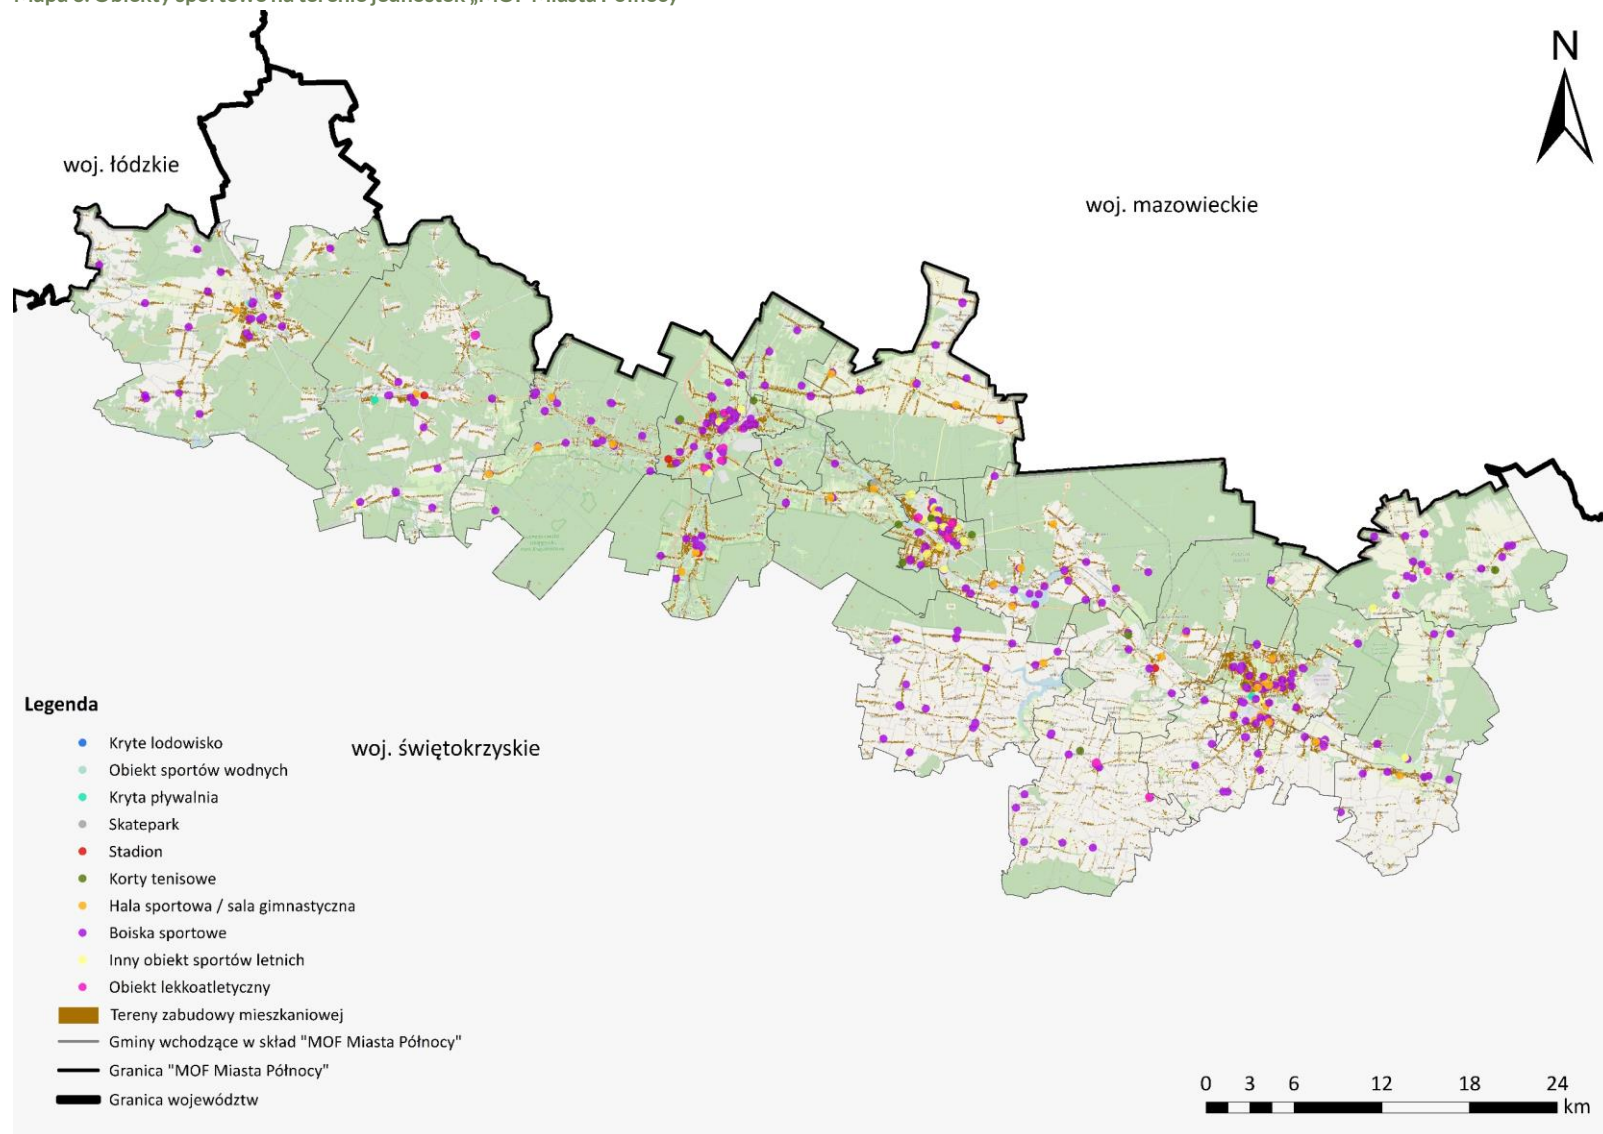 N
woj. łódzkie
woj. mazowieckie
woj. świętokrzyskie
Legenda
Kryte lodowisko
Obiekt sportów wodnych
Kryta pływalnia
Skatepark
Stadion
Korty tenisowe
Hala sportowa / sala gimnastyczna
Boiska sportowe
Inny obiekt sportów letnich
Obiekt lekkoatletyczny
Tereny zabudowy mieszkaniowej
Gminy wchodzące w skład "MOF Miasta Północy"
Granica "MOF Miasta Północy"
Granica województw
0 3 6 12 18 24
km